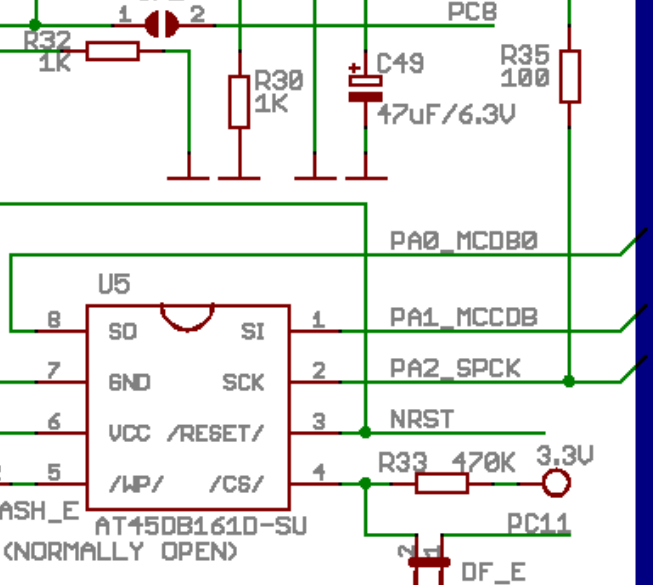 1 2 PC8
R32
1K
R30
1K
C49
+
47uF/6.3V
R35
100
PA0_MCDB0
U5
8 SO SI 1 PA1_MCCDB
7 GND SCK 2 PA2_SPCK
6 VCC /RESET/ 3 NRST
5 /WP/ /CS/ 4
R33 470K 3.3V
ASH_E
AT45DB161D-SU
(NORMALLY OPEN)
PC11
2 1
DF_E